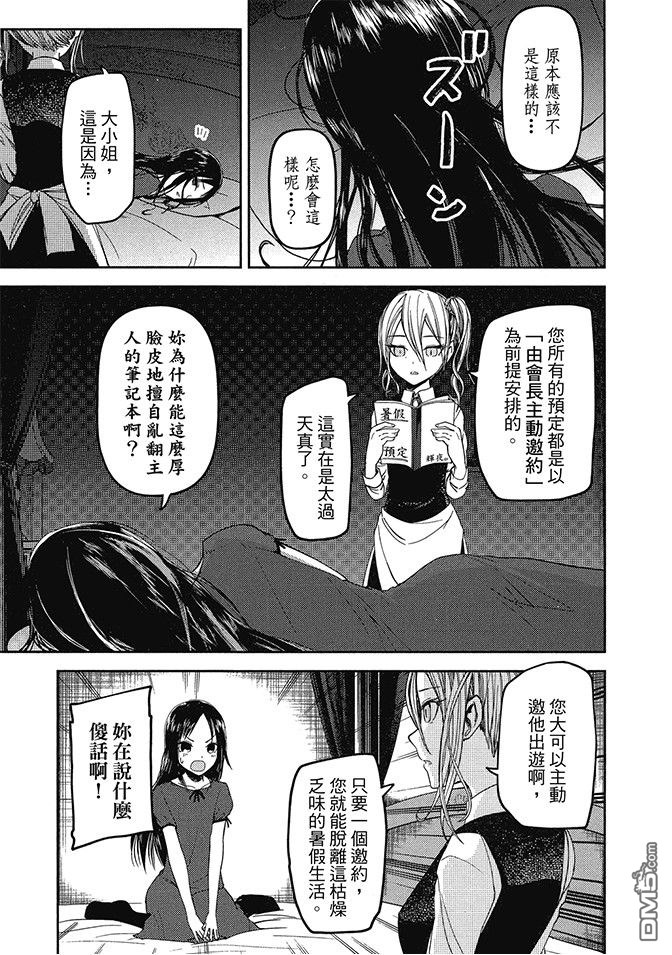 原本應該不
是這樣的…
ズーン
怎麼會這
樣呢…？
大小姐，
這是因為…
您所有的預定都是以
「由會長主動邀約」
為前提安排的。
暑假
預定
輝夜
這實在是太過
天真了。
妳為什麼能這麼厚
臉皮地擅自亂翻主
人的筆記本啊？
您大可以主動
邀他出遊啊，
只要一個邀約，
您就能脫離這枯燥
乏味的暑假生活。
妳在說什麼
傻話啊！
DM5.com